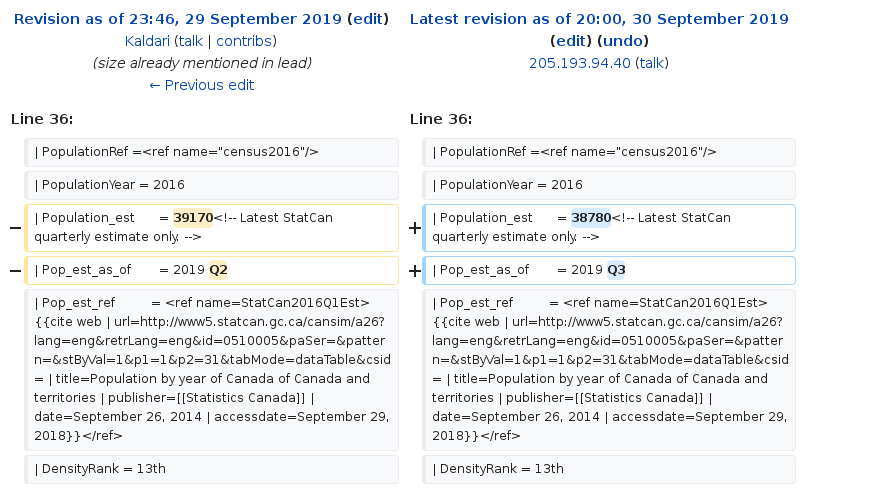 Revision as of 23:46, 29 September 2019 (edit)
Kaldari (talk | contribs)
(size already mentioned in lead)
← Previous edit
Latest revision as of 20:00, 30 September 2019
(edit) (undo)
205.193.94.40 (talk)
Line 36:
Line 36:
| PopulationRef =<ref name="census2016"/>
| PopulationRef =<ref name="census2016"/>
| PopulationYear = 2016
| PopulationYear = 2016
− | Population_est = 39170<!-- Latest StatCan
quarterly estimate only. -->
+ | Population_est = 38780<!-- Latest StatCan
quarterly estimate only. -->
− | Pop_est_as_of = 2019 Q2
+ | Pop_est_as_of = 2019 Q3
| Pop_est_ref = <ref name=StatCan2016Q1Est>
{{cite web | url=http://www5.statcan.gc.ca/cansim/a26?
lang=eng&retrLang=eng&id=0510005&paSer=&patter
n=&stByVal=1&p1=1&p2=31&tabMode=dataTable&csid
= | title=Population by year of Canada of Canada and
territories | publisher=[[Statistics Canada]] |
date=September 26, 2014 | accessdate=September 29,
2018}}</ref>
| Pop_est_ref = <ref name=StatCan2016Q1Est>
{{cite web | url=http://www5.statcan.gc.ca/cansim/a26?
lang=eng&retrLang=eng&id=0510005&paSer=&patter
n=&stByVal=1&p1=1&p2=31&tabMode=dataTable&csid
= | title=Population by year of Canada of Canada and
territories | publisher=[[Statistics Canada]] |
date=September 26, 2014 | accessdate=September 29,
2018}}</ref>
| DensityRank = 13th
| DensityRank = 13th